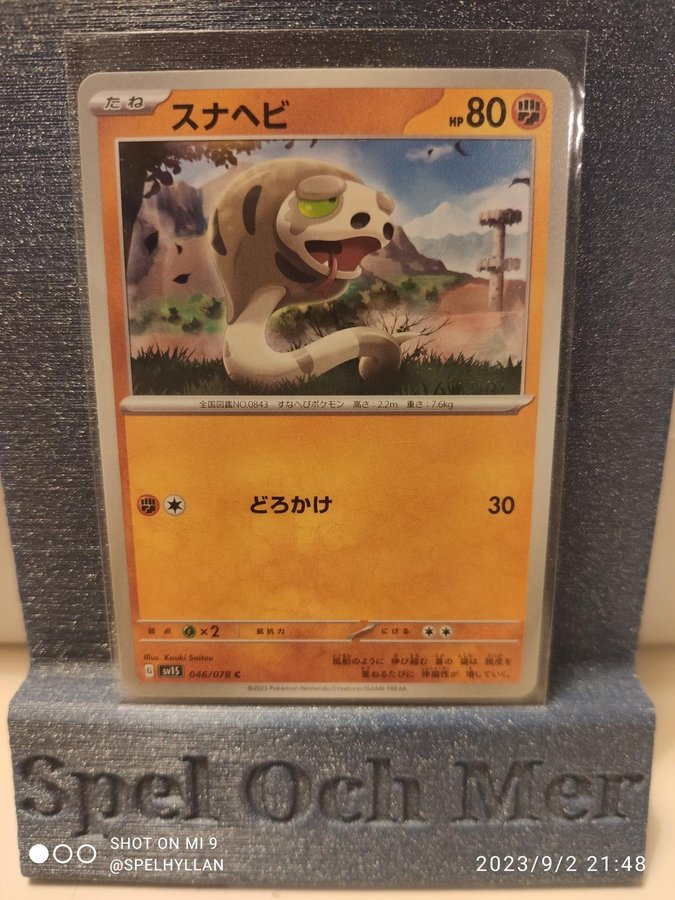 たね スナヘビ HP 80
全国図鑑NO.0843 すなへびポケモン 高さ:2.2m 重さ:7.6kg
どろかけ 30
弱点 ×2 抵抗力 にげる
Illus. Kouki Saitou
G sv1S 046/078 C
風船のように 伸び縮む 首の 袋は 脱皮を
重ねるたびに 伸縮性が 増していく。
©2023 Pokémon/Nintendo/Creatures/GAME FREAK.
Spel Och Mer
SHOT ON MI 9
@SPELHYLLAN
2023/9/2 21:48